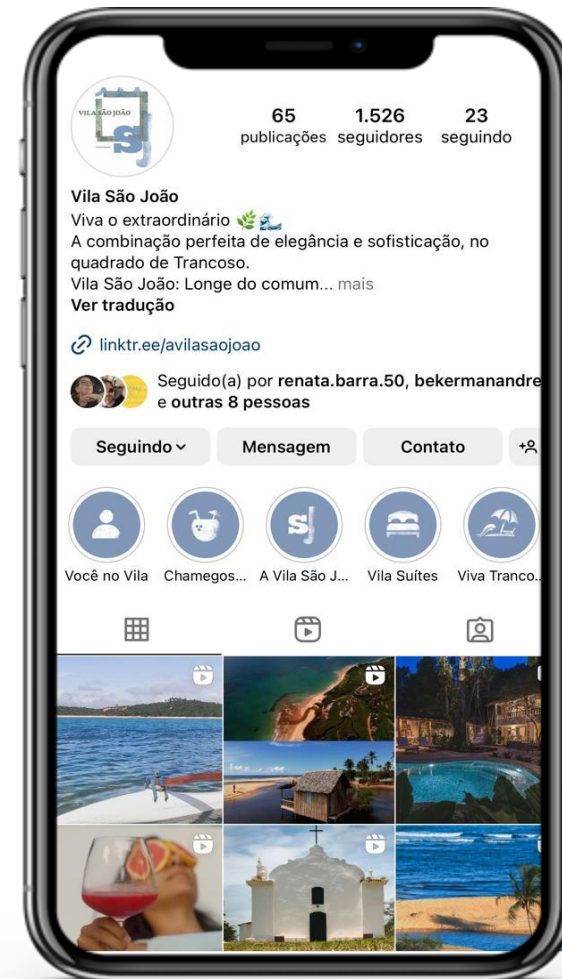 VILA SÃO JOÃO
SJ
65 1.526 23
publicações seguidores seguindo
Vila São João
Viva o extraordinário 🌿🌊
A combinação perfeita de elegância e sofisticação, no
quadrado de Trancoso.
Vila São João: Longe do comum... mais
Ver tradução
linktr.ee/avilasaojoao
Seguido(a) por renata.barra.50, bekermanandre
e outras 8 pessoas
Seguindo Mensagem Contato
SJ
Você no Vila Chamegos... A Vila São J... Vila Suítes Viva Tranco..